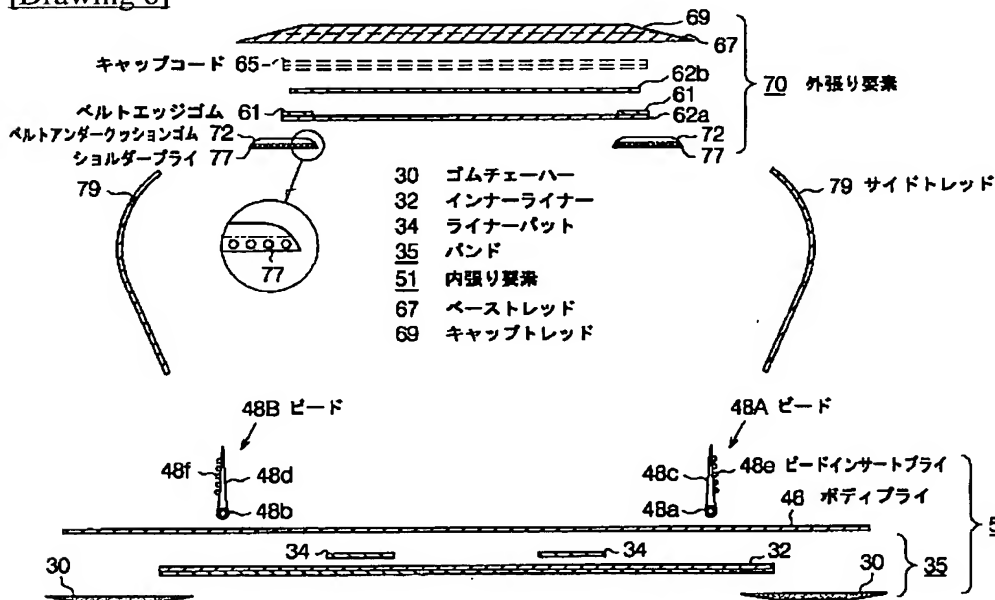 [Drawing 6]
69
67
キャップコード 65
62b
70 外張り要素
ベルトエッジゴム 61
61
62a
ベルトアンダークッションゴム 72
72
ショルダープライ 77
77
79
79 サイドトレッド
77
30 ゴムチェーハー
32 インナーライナー
34 ライナーパット
35 バンド
51 内張り要素
67 ベーストレッド
69 キャップトレッド
48B ビード
48A ビード
48f
48d
48c
48e ビードインサートプライ
48b
48a
48 ボディプライ
34
34
32
30
30
35
5